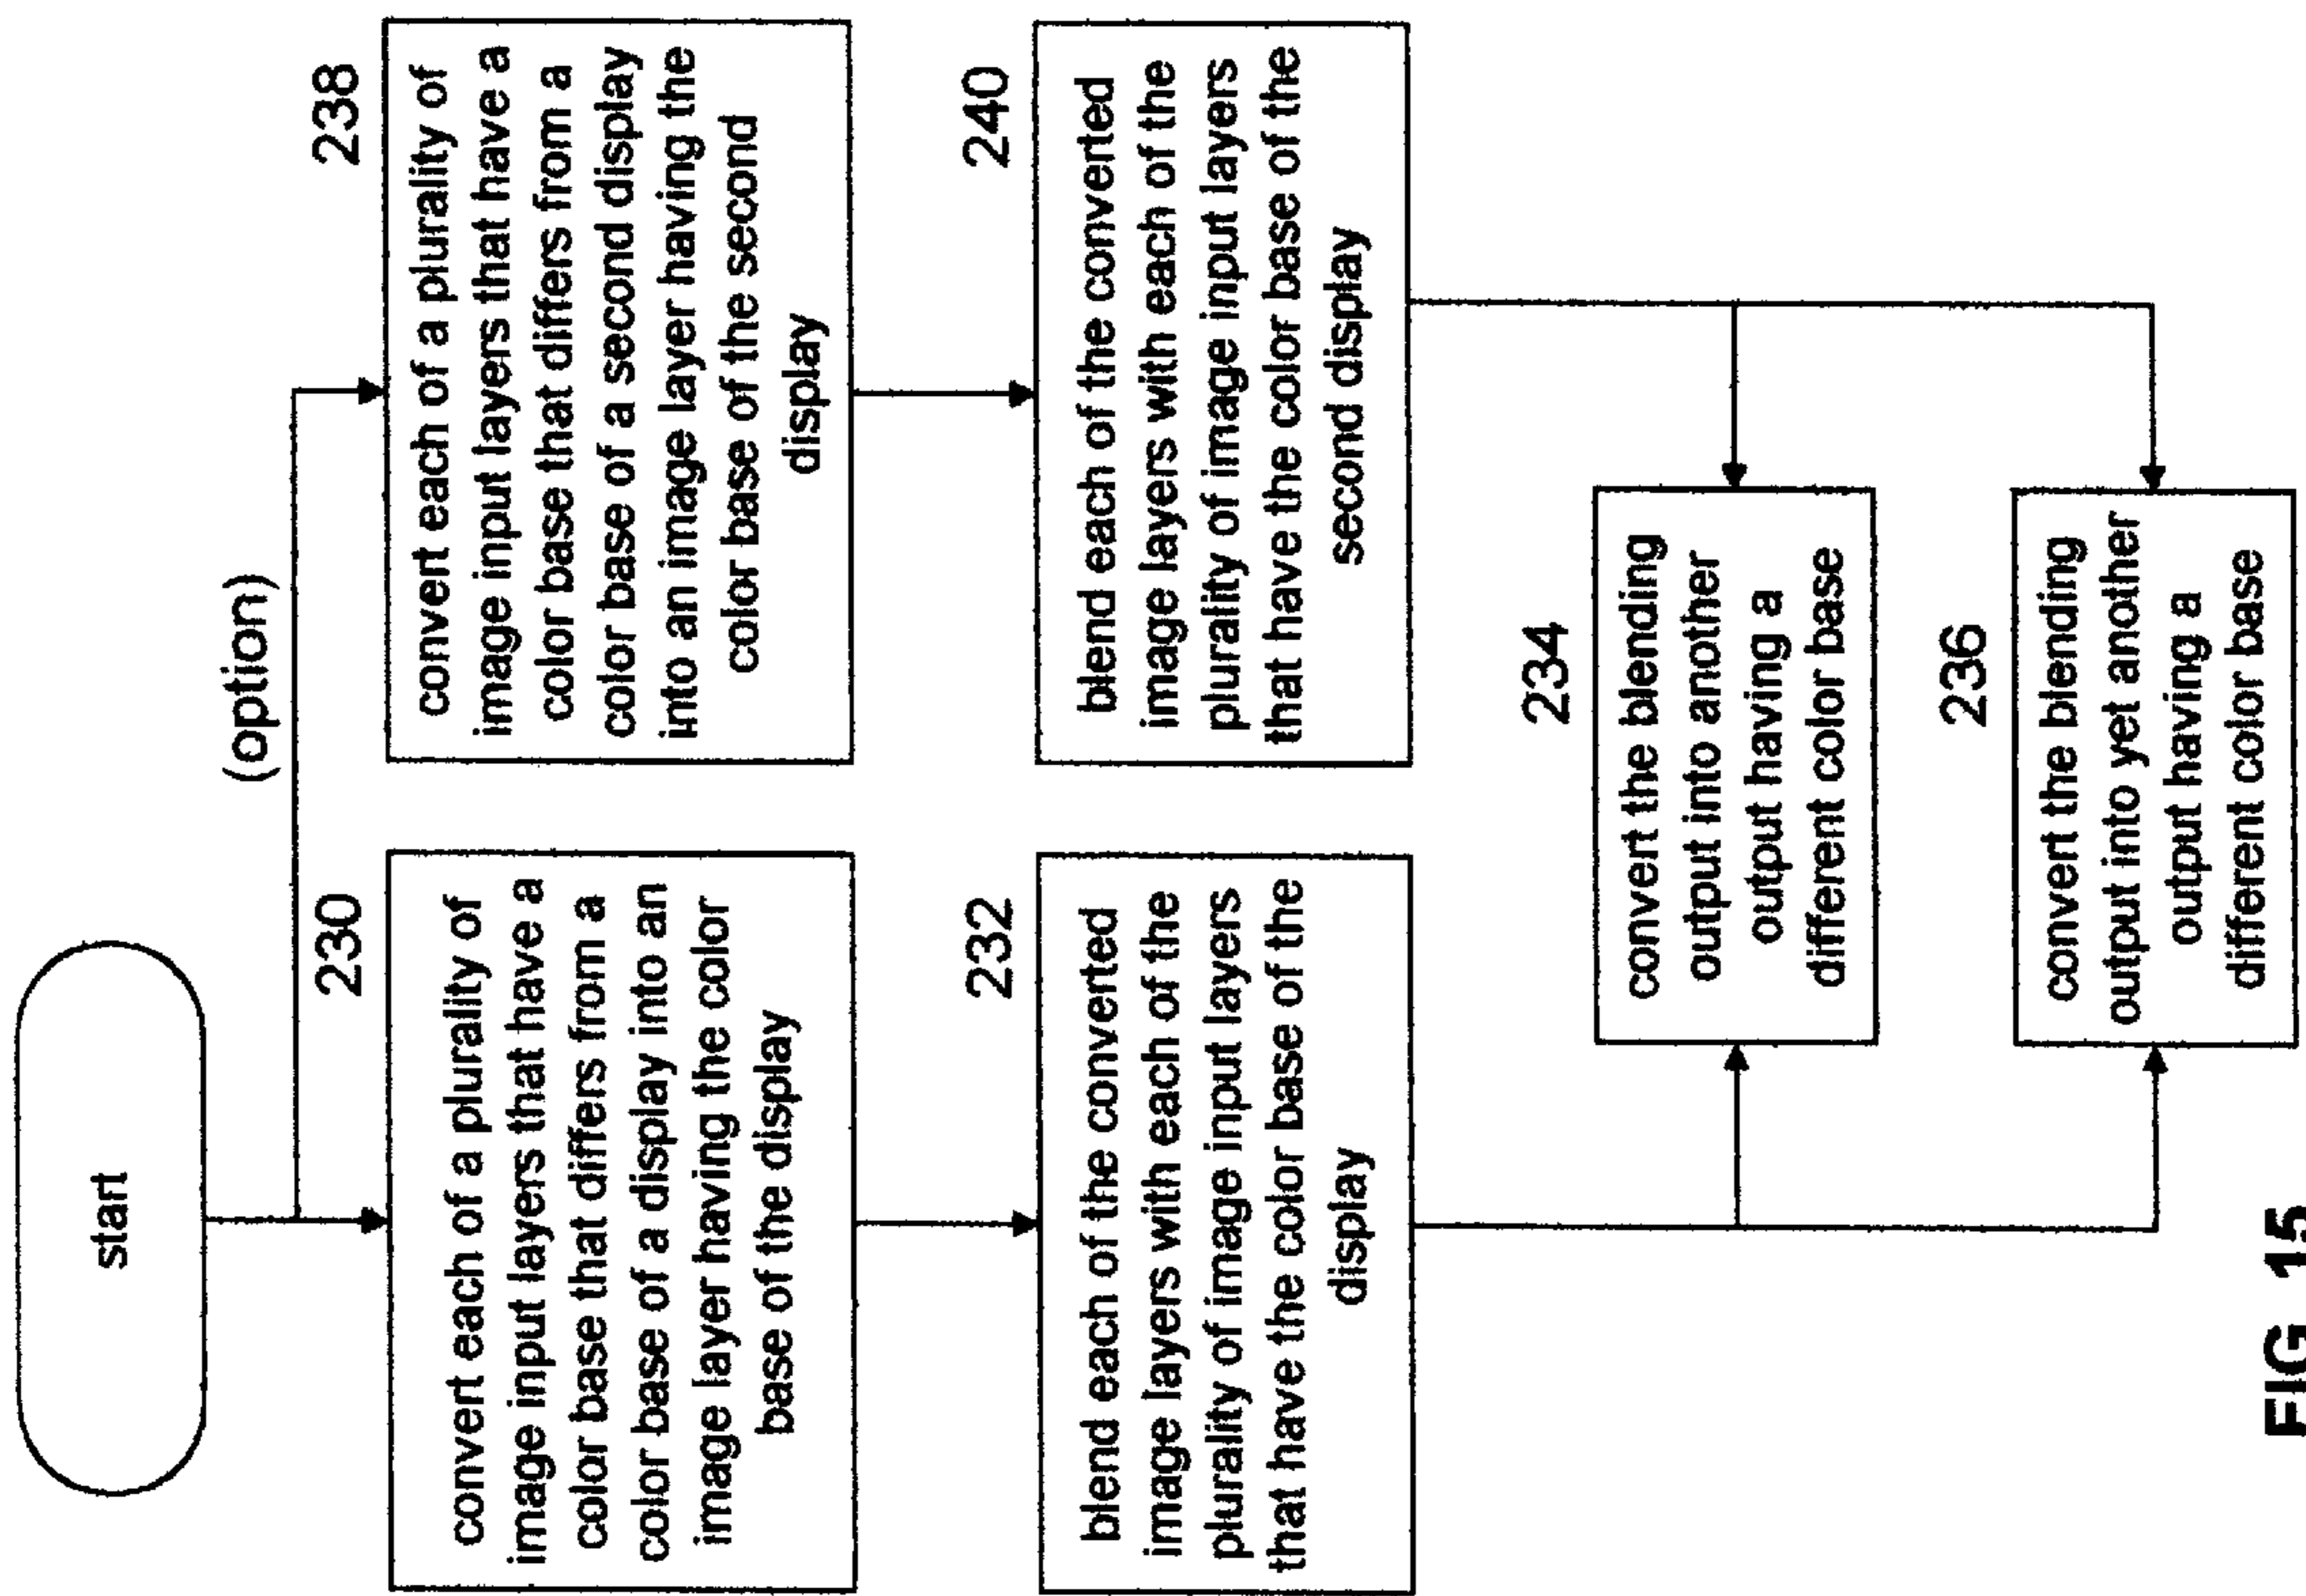 start
(option)
230
convert each of a plurality of
image input layers that have a
color base that differs from a
color base of a display into an
image layer having the color
base of the display
238
convert each of a plurality of
image input layers that have a
color base that differs from a
color base of a second display
into an image layer having the
color base of the second
display
232
blend each of the converted
image layers with each of the
plurality of image input layers
that have the color base of the
display
240
blend each of the converted
image layers with each of the
plurality of image input layers
that have the color base of the
second display
234
convert the blending
output into another
output having a
different color base
236
convert the blending
output into yet another
output having a
different color base
FIG 15